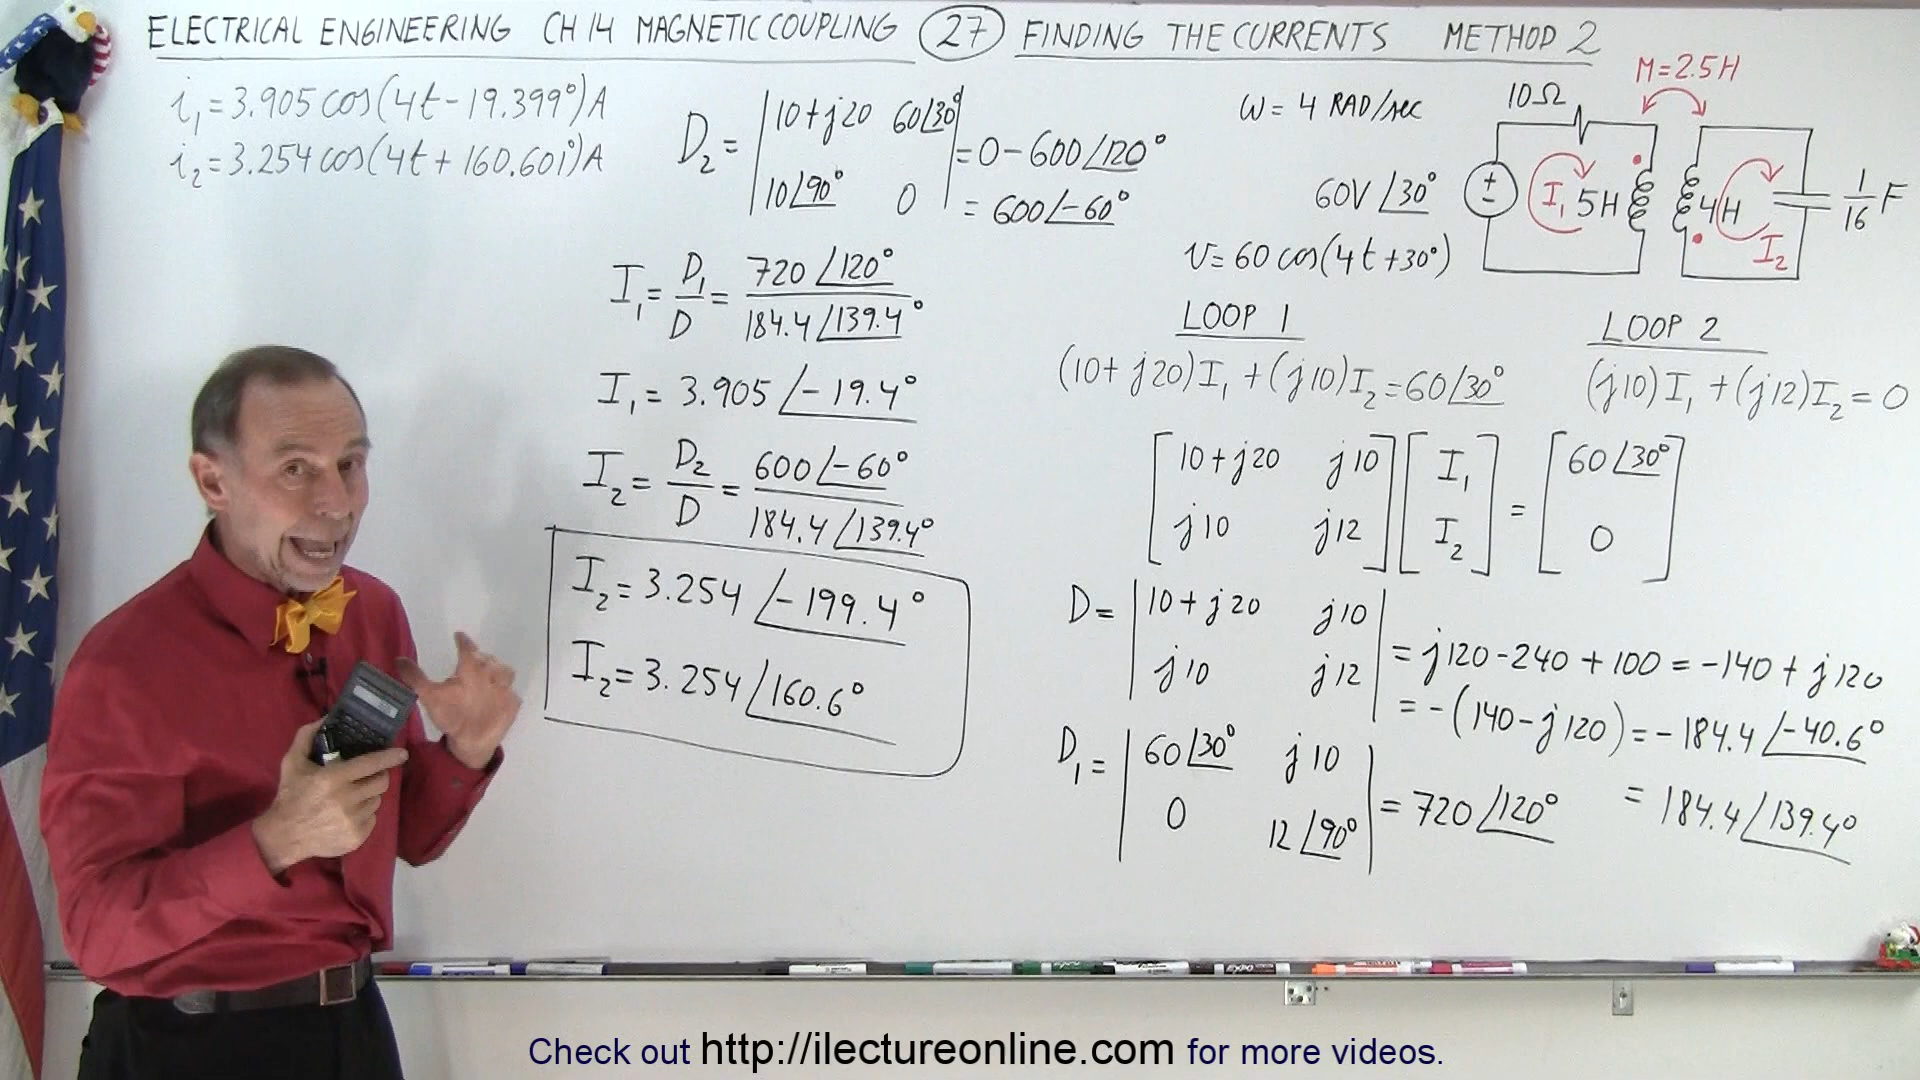 ELECTRICAL ENGINEERING CH 14 MAGNETIC COUPLING 27 FINDING THE CURRENTS METHOD 2
i₁ = 3.905 cos(4t - 19.399°)A
i₂ = 3.254 cos(4t + 160.601°)A
D₂ = | 10+j20 60∠30° |
| 10∠90° 0 |
= 0 - 600∠120°
= 600∠-60°
I₁ = D₁/D = 720∠120° / 184.4∠139.4°
I₁ = 3.905 ∠-19.4°
I₂ = D₂/D = 600∠-60° / 184.4∠139.4°
I₂ = 3.254 ∠-199.4°
I₂ = 3.254 ∠160.6°
ω = 4 RAD/sec
60V ∠30°
v = 60 cos(4t + 30°)
10Ω
M = 2.5H
+
−
I₁ 5H
4H
I₂
1/16 F
LOOP 1
(10 + j20)I₁ + (j10)I₂ = 60∠30°
LOOP 2
(j10)I₁ + (j12)I₂ = 0
[ 10+j20 j10 ] [ I₁ ] = [ 60∠30° ]
[ j10 j12 ] [ I₂ ] [ 0 ]
D = | 10+j20 j10 |
| j10 j12 |
= j120 - 240 + 100 = -140 + j120
= -(140 - j120) = -184.4 ∠-40.6°
= 184.4 ∠139.4°
D₁ = | 60∠30° j10 |
| 0 12∠90° |
= 720∠120°
Check out http://ilectureonline.com for more videos.